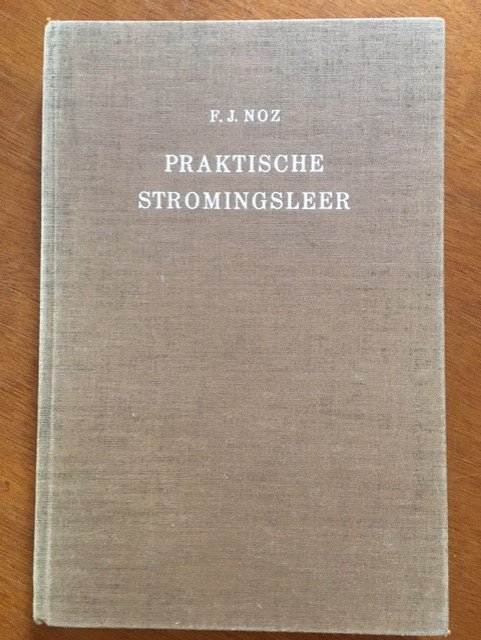 F. J. NOZ
PRAKTISCHE
STROMINGSLEER